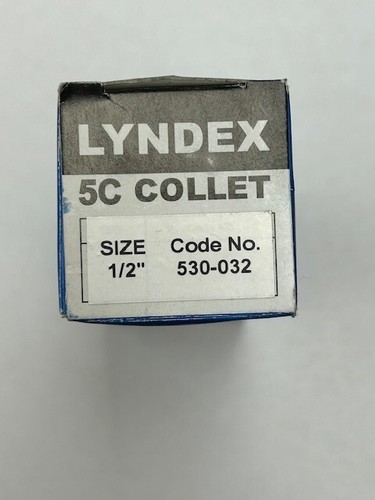 LYNDEX
5C COLLET
SIZE Code No.
1/2" 530-032